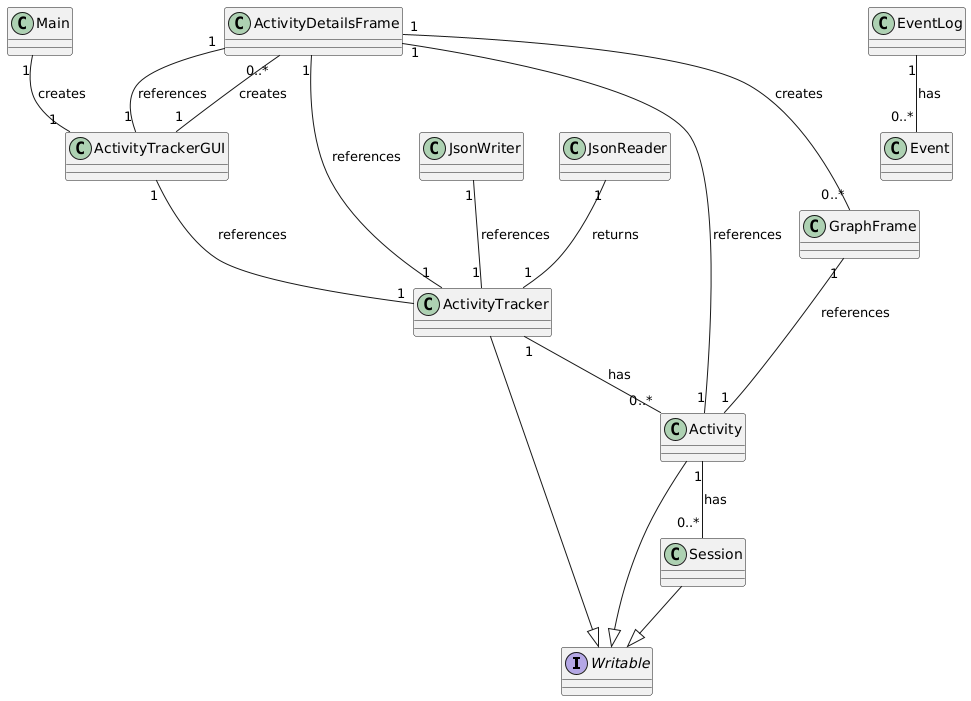 C Main
C ActivityDetailsFrame
C EventLog
1
1
0..*
1
1
1
1
creates
references
creates
creates
has
1
1
1
0..*
C ActivityTrackerGUI
C JsonWriter
C JsonReader
C Event
references
1
1
1
0..*
C GraphFrame
references
references
returns
references
1
1
1
1
1
C ActivityTracker
references
1
has
0..*
1
1
C Activity
1
has
0..*
C Session
I Writable